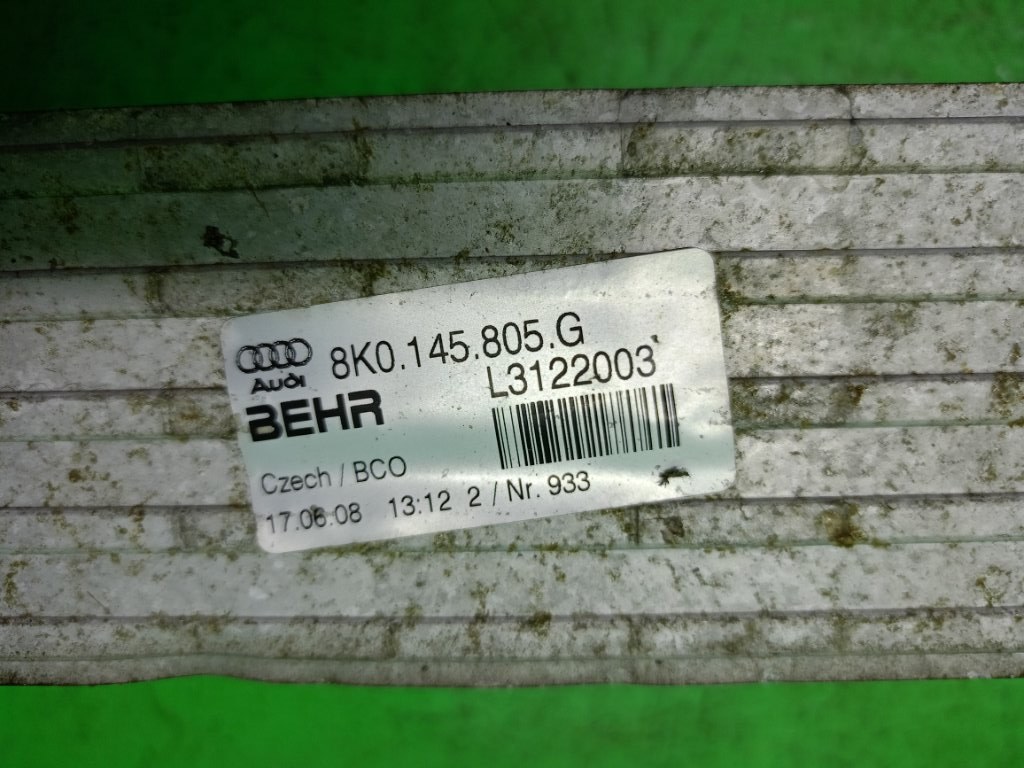 8K0.145.805.G
Audi
L3122003
BEHR
Czech / BCO
17.06.08 13:12 2 / Nr. 933